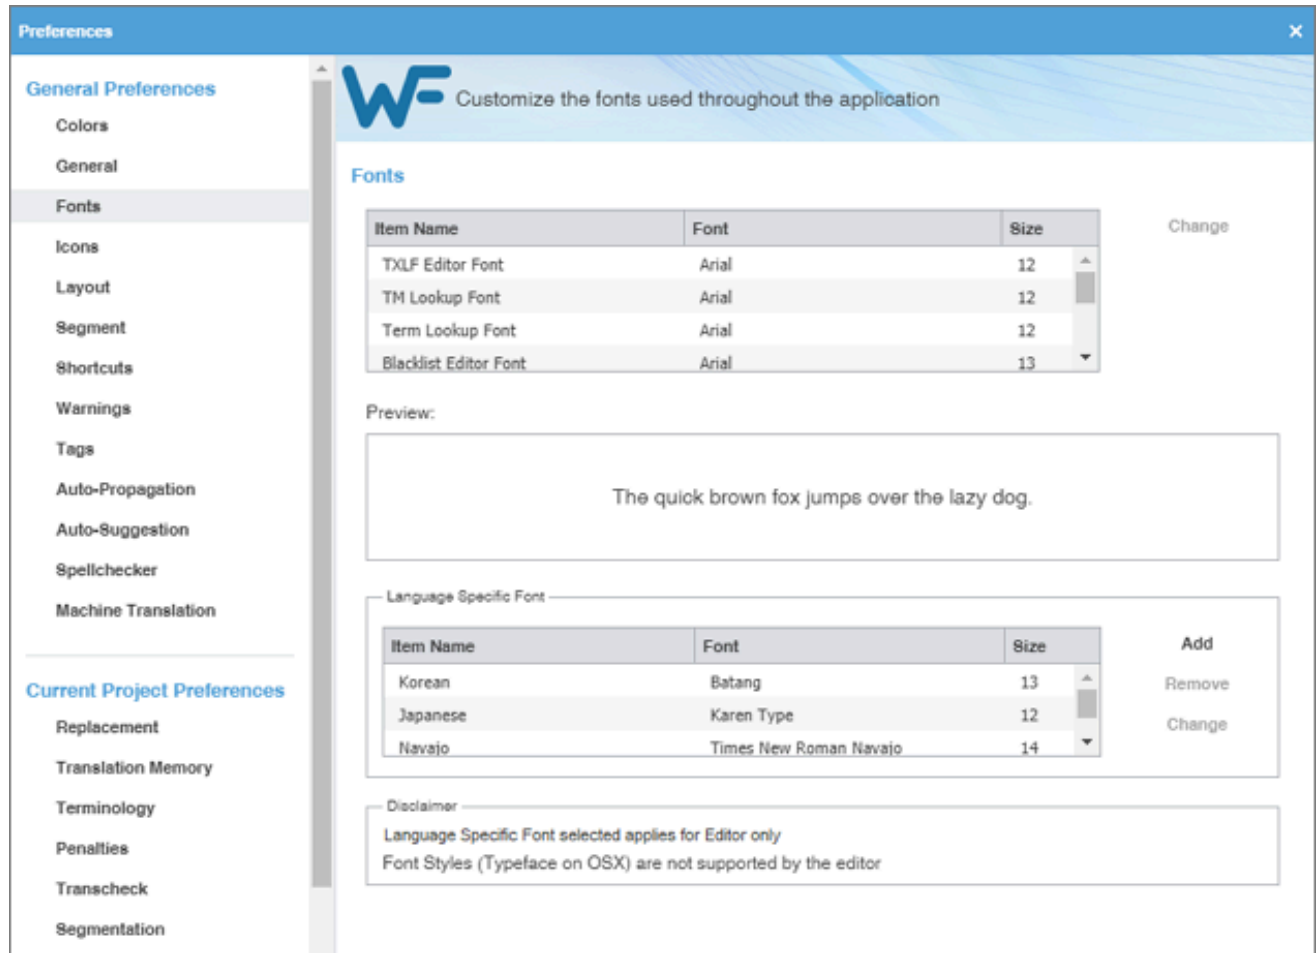 Preferences
General Preferences
Colors
General
Fonts
Icons
Layout
Segment
Shortcuts
Warnings
Tags
Auto-Propagation
Auto-Suggestion
Spellchecker
Machine Translation
Current Project Preferences
Replacement
Translation Memory
Terminology
Penalties
Transcheck
Segmentation
WF
Customize the fonts used throughout the application
Fonts
Item Name Font Size
TXLF Editor Font Arial 12
TM Lookup Font Arial 12
Term Lookup Font Arial 12
Blacklist Editor Font Arial 13
Change
Preview:
The quick brown fox jumps over the lazy dog.
Language Specific Font
Item Name Font Size
Korean Batang 13
Japanese Karen Type 12
Navajo Times New Roman Navajo 14
Add
Remove
Change
Disclaimer
Language Specific Font selected applies for Editor only
Font Styles (Typeface on OSX) are not supported by the editor